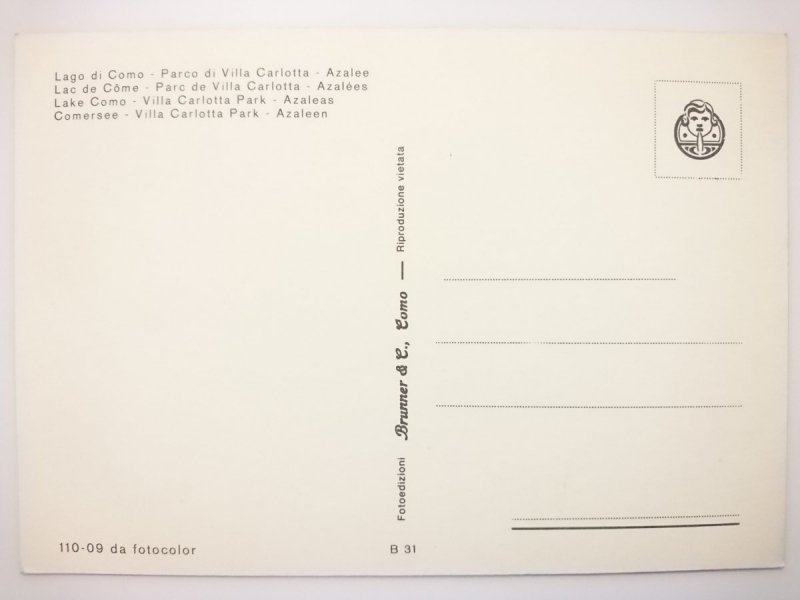 Lago di Como - Parco di Villa Carlotta - Azalee
Lac de Côme - Parc de Villa Carlotta - Azalées
Lake Como - Villa Carlotta Park - Azaleas
Comersee - Villa Carlotta Park - Azaleen
Fotoedizioni Brunner & C., Como — Riproduzione vietata
110-09 da fotocolor
B 31